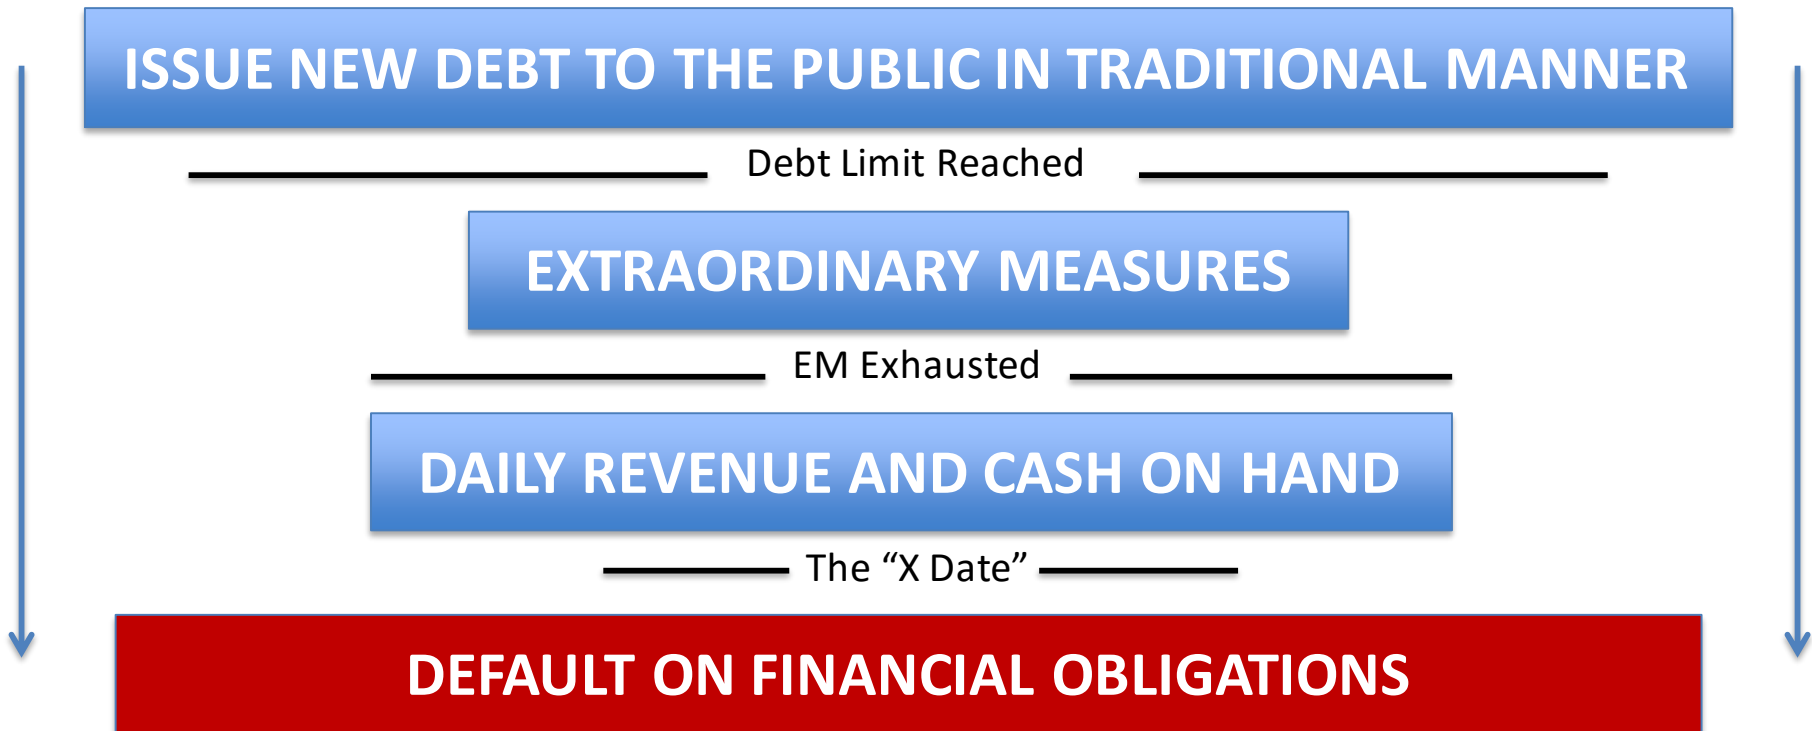 ISSUE NEW DEBT TO THE PUBLIC IN TRADITIONAL MANNER
Debt Limit Reached
EXTRAORDINARY MEASURES
EM Exhausted
DAILY REVENUE AND CASH ON HAND
The “X Date”
DEFAULT ON FINANCIAL OBLIGATIONS